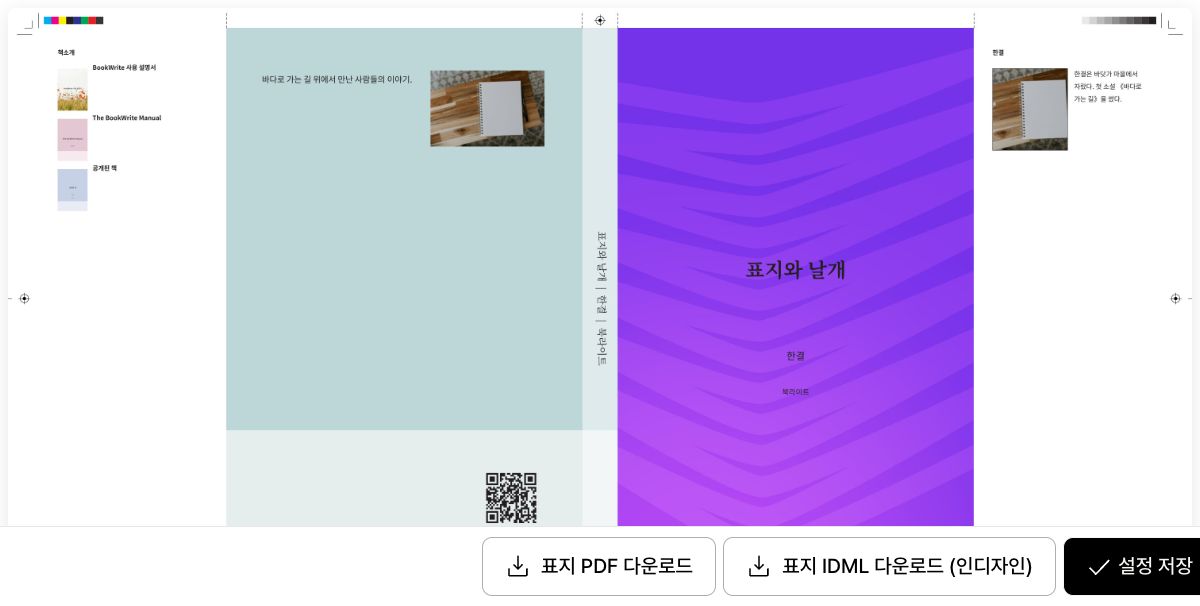 책소개
BookWrite 사용 설명서
The BookWrite Manual
공개된 책
바다로 가는 길 위에서 만난 사람들의 이야기.
표지와 날개 | 한결 | 북라이트
표지와 날개
한결
북라이트
한결
한결은 바닷가 마을에서
자랐다. 첫 소설 《바다로
가는 길》을 썼다.
표지 PDF 다운로드
표지 IDML 다운로드 (인디자인)
설정 저장